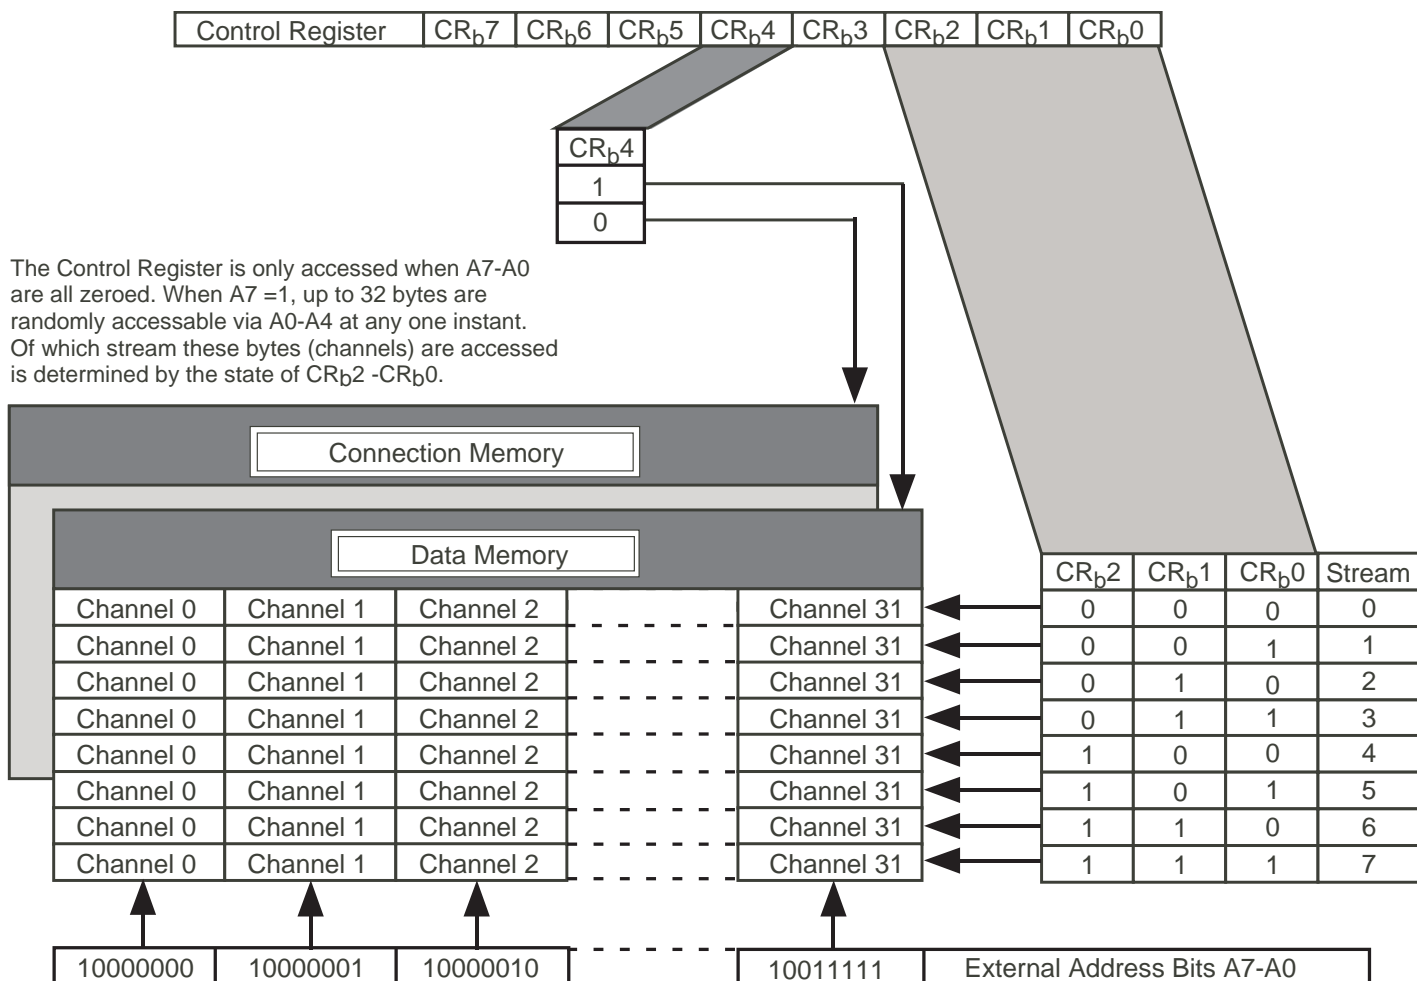 Control Register CRb7 CRb6 CRb5 CRb4 CRb3 CRb2 CRb1 CRb0
CRb4
1
0
The Control Register is only accessed when A7-A0
are all zeroed. When A7 =1, up to 32 bytes are
randomly accessable via A0-A4 at any one instant.
Of which stream these bytes (channels) are accessed
is determined by the state of CRb2 -CRb0.
Connection Memory
Data Memory
CRb2 CRb1 CRb0 Stream
Channel 0 Channel 1 Channel 2 Channel 31 0 0 0 0
Channel 0 Channel 1 Channel 2 Channel 31 0 0 1 1
Channel 0 Channel 1 Channel 2 Channel 31 0 1 0 2
Channel 0 Channel 1 Channel 2 Channel 31 0 1 1 3
Channel 0 Channel 1 Channel 2 Channel 31 1 0 0 4
Channel 0 Channel 1 Channel 2 Channel 31 1 0 1 5
Channel 0 Channel 1 Channel 2 Channel 31 1 1 0 6
Channel 0 Channel 1 Channel 2 Channel 31 1 1 1 7
10000000 10000001 10000010 10011111 External Address Bits A7-A0